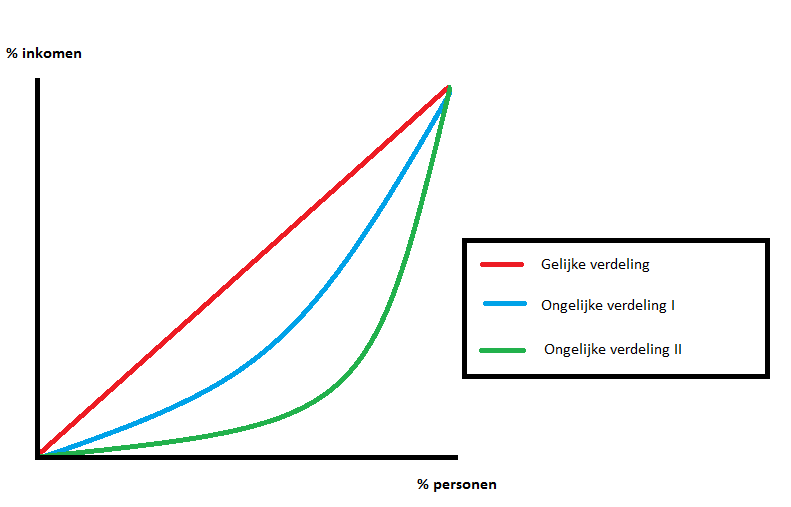 % inkomen
Gelijke verdeling
Ongelijke verdeling I
Ongelijke verdeling II
% personen